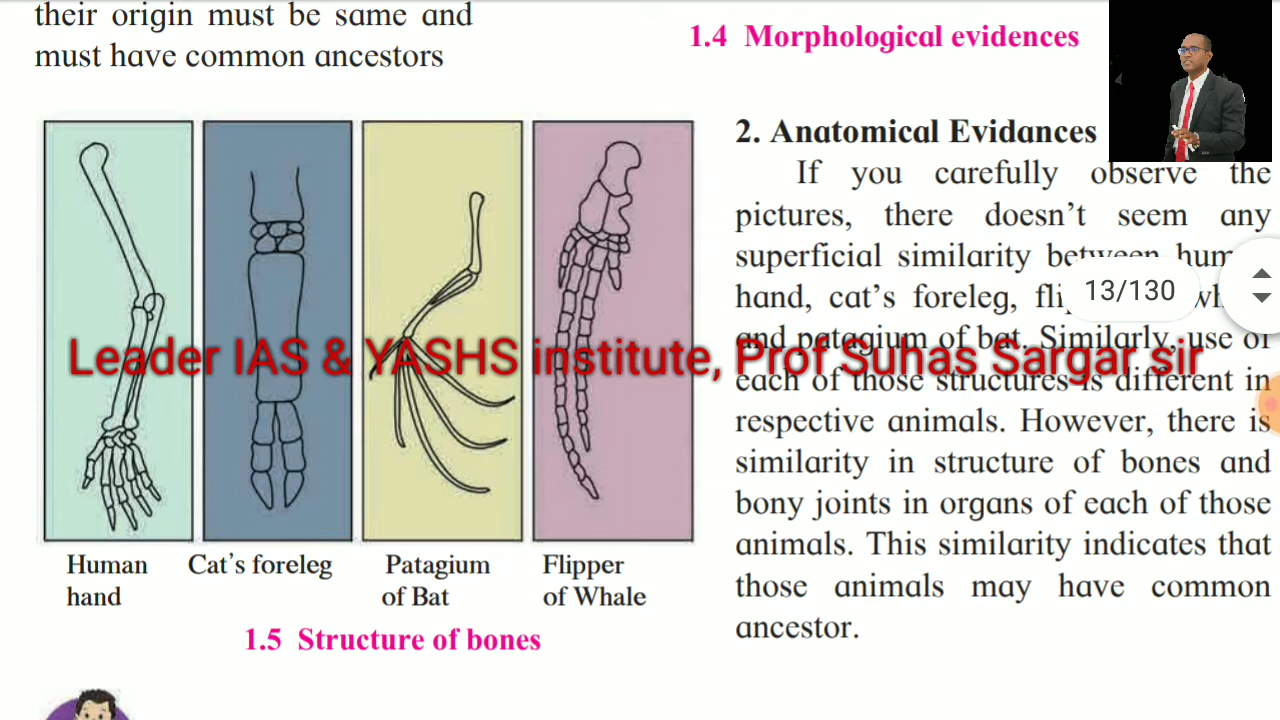 their origin must be same and
must have common ancestors
1.4 Morphological evidences
Human
hand
Cat's foreleg
Patagium
of Bat
Flipper
of Whale
1.5 Structure of bones
2. Anatomical Evidances
If you carefully observe the
pictures, there doesn't seem any
superficial similarity between
hand, cat's foreleg,
and patagium of bat. Similarly, use of
each of those structures is different in
respective animals. However, there is
similarity in structure of bones and
bony joints in organs of each of those
animals. This similarity indicates that
those animals may have common
ancestor.
13/130
Leader IAS & YASHS institute, Prof Suhas Sargar sir